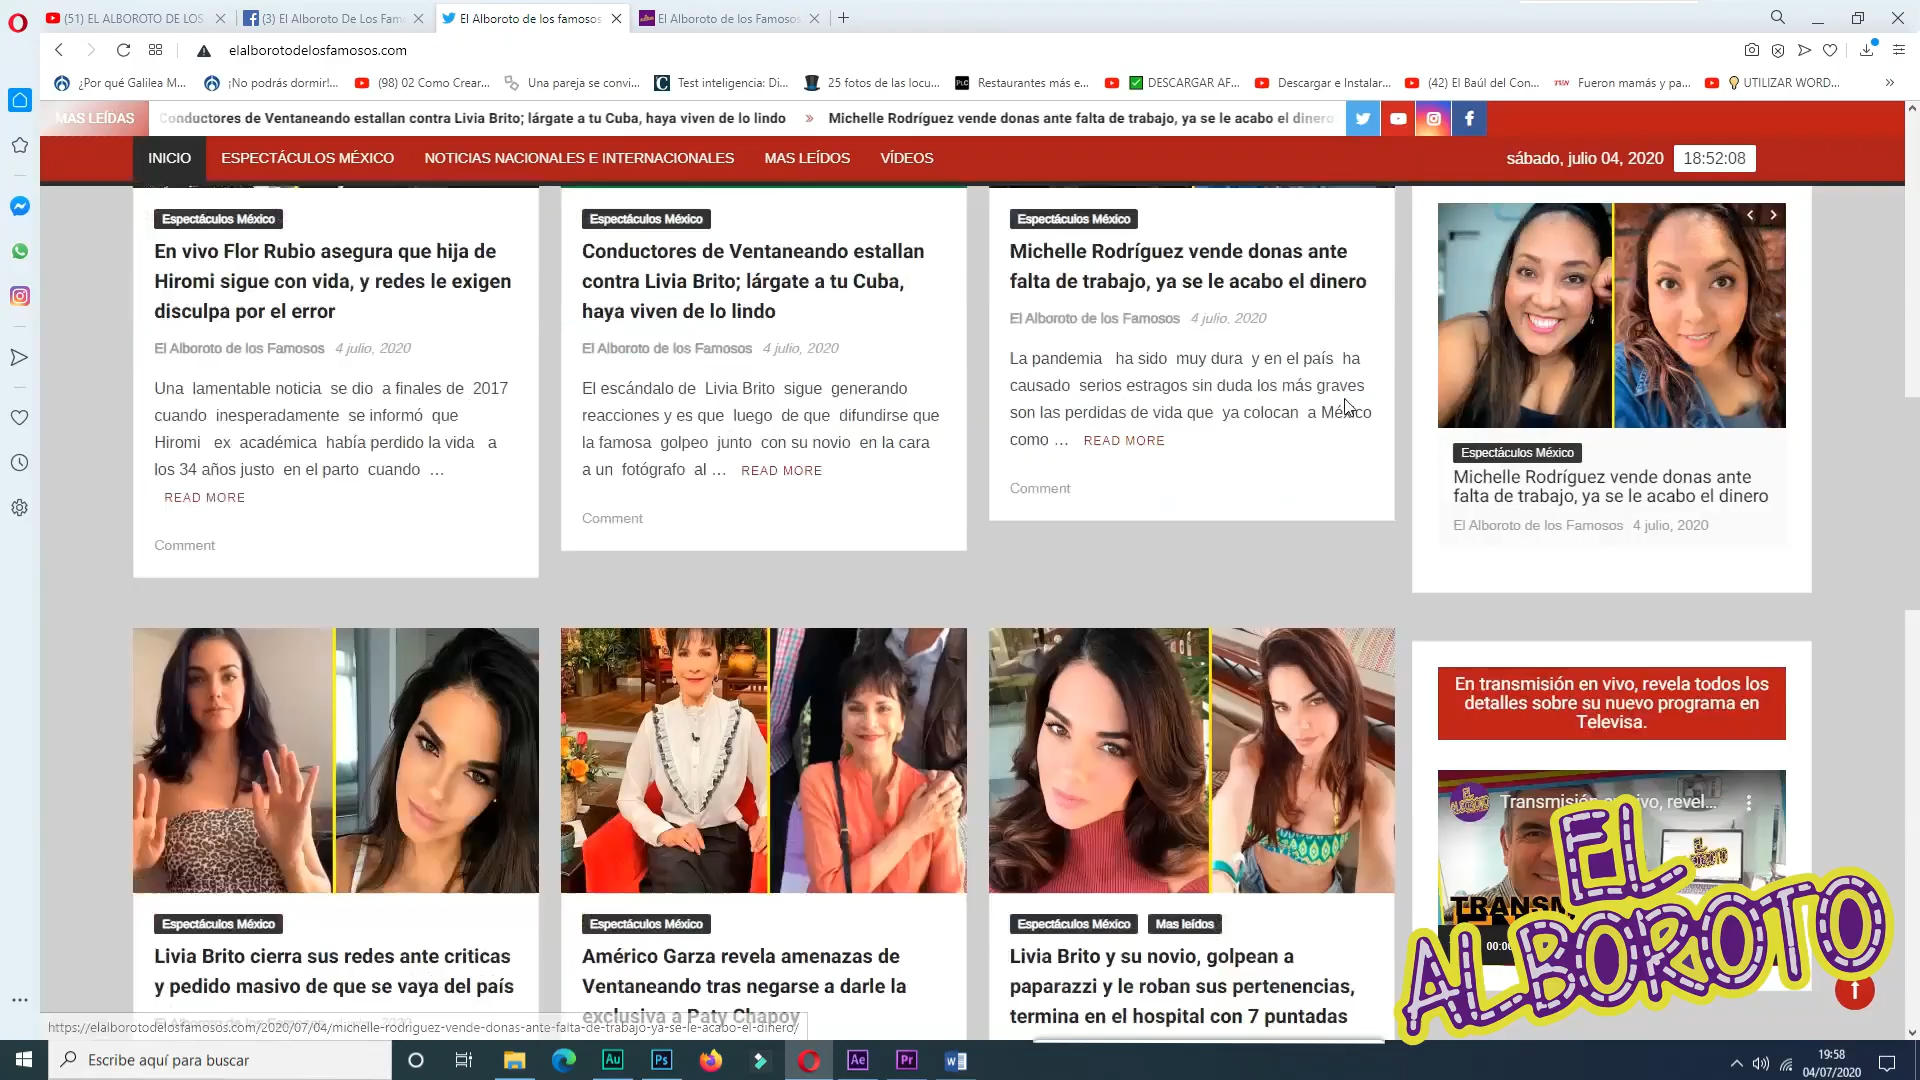 (51) EL ALBOROTO DE LOS
(3) El Alboroto De Los Fam
El Alboroto de los famosos
El Alboroto de los Famosos
elalborotodelosfamosos.com
¿Por qué Galilea M...
¡No podrás dormir!...
(98) 02 Como Crear...
Una pareja se convi...
Test inteligencia: Di...
25 fotos de las locu...
Restaurantes más e...
DESCARGAR AF...
Descargar e Instalar...
(42) El Baúl del Con...
Fueron mamás y pa...
UTILIZAR WORD...
MAS LEÍDAS
Conductores de Ventaneando estallan contra Livia Brito; lárgate a tu Cuba, haya viven de lo lindo » Michelle Rodríguez vende donas ante falta de trabajo, ya se le acabo el dinero
INICIO ESPECTÁCULOS MÉXICO NOTICIAS NACIONALES E INTERNACIONALES MAS LEÍDOS VÍDEOS
sábado, julio 04, 2020 18:52:08
Espectáculos México
En vivo Flor Rubio asegura que hija de
Hiromi sigue con vida, y redes le exigen
disculpa por el error
El Alboroto de los Famosos 4 julio, 2020
Una lamentable noticia se dio a finales de 2017
cuando inesperadamente se informó que
Hiromi ex académica había perdido la vida a
los 34 años justo en el parto cuando ...
READ MORE
Comment
Espectáculos México
Conductores de Ventaneando estallan
contra Livia Brito; lárgate a tu Cuba,
haya viven de lo lindo
El Alboroto de los Famosos 4 julio, 2020
El escándalo de Livia Brito sigue generando
reacciones y es que luego de que difundirse que
la famosa golpeo junto con su novio en la cara
a un fotógrafo al ... READ MORE
Comment
Espectáculos México
Michelle Rodríguez vende donas ante
falta de trabajo, ya se le acabo el dinero
El Alboroto de los Famosos 4 julio, 2020
La pandemia ha sido muy dura y en el país ha
causado serios estragos sin duda los más graves
son las perdidas de vida que ya colocan a México
como ... READ MORE
Comment
Espectáculos México
Michelle Rodríguez vende donas ante
falta de trabajo, ya se le acabo el dinero
El Alboroto de los Famosos 4 julio, 2020
Espectáculos México
Livia Brito cierra sus redes ante criticas
y pedido masivo de que se vaya del país
Espectáculos México
Américo Garza revela amenazas de
Ventaneando tras negarse a darle la
exclusiva a Paty Chapoy
Espectáculos México Mas leídos
Livia Brito y su novio, golpean a
paparazzi y le roban sus pertenencias,
termina en el hospital con 7 puntadas
En transmisión en vivo, revela todos los
detalles sobre su nuevo programa en
Televisa.
EL
ALBOROTO
https://elalborotodelosfamosos.com/2020/07/04/michelle-rodriguez-vende-donas-ante-falta-de-trabajo-ya-se-le-acabo-el-dinero/
Escribe aquí para buscar
Au
Ps
Ae
Pr
19:58
04/07/2020